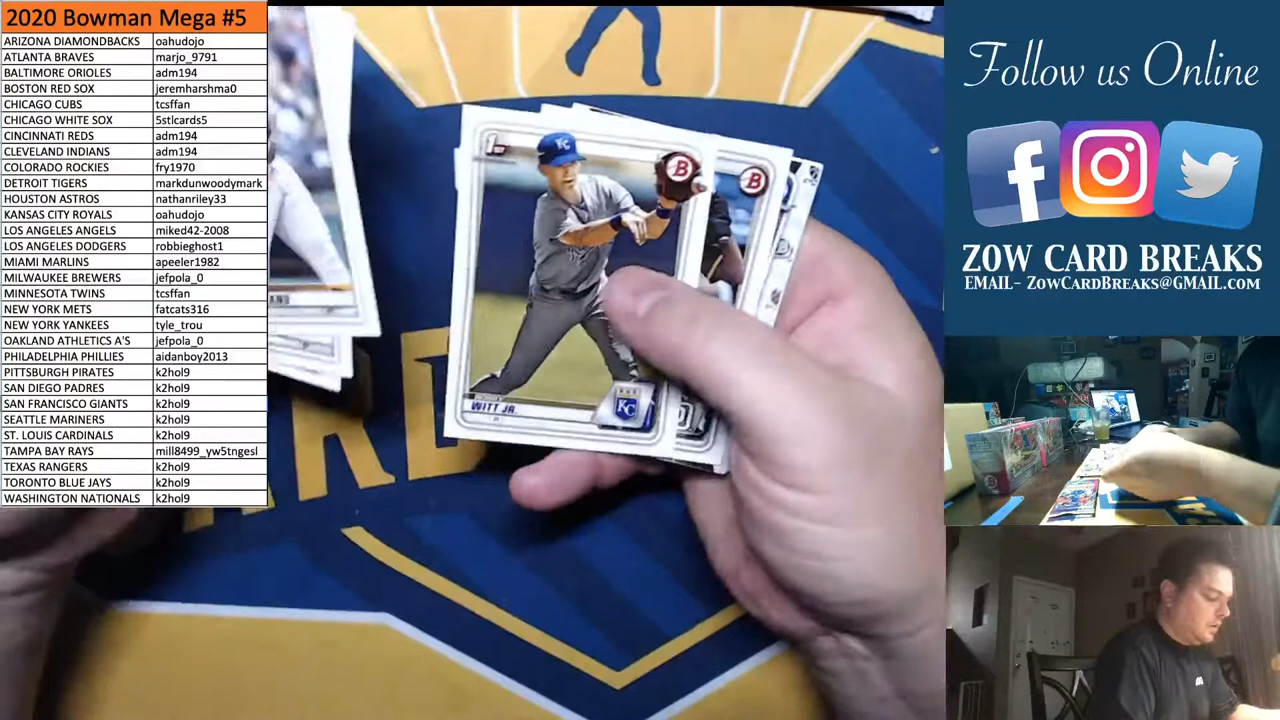 2020 Bowman Mega #5
ARIZONA DIAMONDBACKS oahudojo
ATLANTA BRAVES marjo_9791
BALTIMORE ORIOLES adm194
BOSTON RED SOX jeremharshma0
CHICAGO CUBS tcsffan
CHICAGO WHITE SOX 5stlcards5
CINCINNATI REDS adm194
CLEVELAND INDIANS adm194
COLORADO ROCKIES fry1970
DETROIT TIGERS markdunwoodymark
HOUSTON ASTROS nathanriley33
KANSAS CITY ROYALS oahudojo
LOS ANGELES ANGELS miked42-2008
LOS ANGELES DODGERS robbieghost1
MIAMI MARLINS apeeler1982
MILWAUKEE BREWERS jefpola_0
MINNESOTA TWINS tcsffan
NEW YORK METS fatcats316
NEW YORK YANKEES tyle_trou
OAKLAND ATHLETICS A'S jefpola_0
PHILADELPHIA PHILLIES aidanboy2013
PITTSBURGH PIRATES k2hol9
SAN DIEGO PADRES k2hol9
SAN FRANCISCO GIANTS k2hol9
SEATTLE MARINERS k2hol9
ST. LOUIS CARDINALS k2hol9
TAMPA BAY RAYS mill8499_yw5tngesl
TEXAS RANGERS k2hol9
TORONTO BLUE JAYS k2hol9
WASHINGTON NATIONALS k2hol9
1st
KC
B
B
WITT JR.
KC
ARD
Follow us Online
f
ZOW CARD BREAKS
EMAIL- ZOWCARDBREAKS@GMAIL.COM